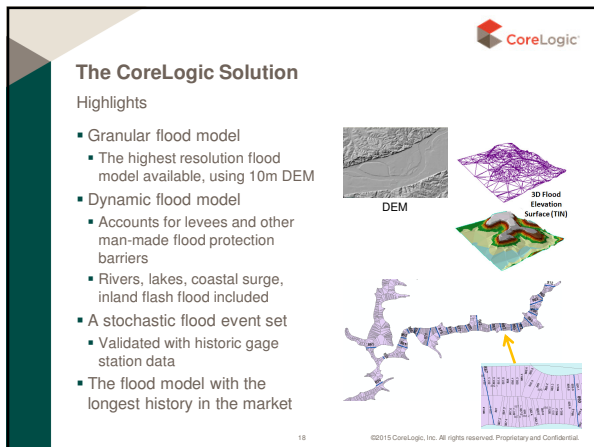 CoreLogic®
The CoreLogic Solution
Highlights
▪ Granular flood model
▪ The highest resolution flood
model available, using 10m DEM
▪ Dynamic flood model
▪ Accounts for levees and other
man-made flood protection
barriers
▪ Rivers, lakes, coastal surge,
inland flash flood included
▪ A stochastic flood event set
▪ Validated with historic gage
station data
▪ The flood model with the
longest history in the market
DEM
3D Flood
Elevation
Surface (TIN)
18
©2015 CoreLogic, Inc. All rights reserved. Proprietary and Confidential.